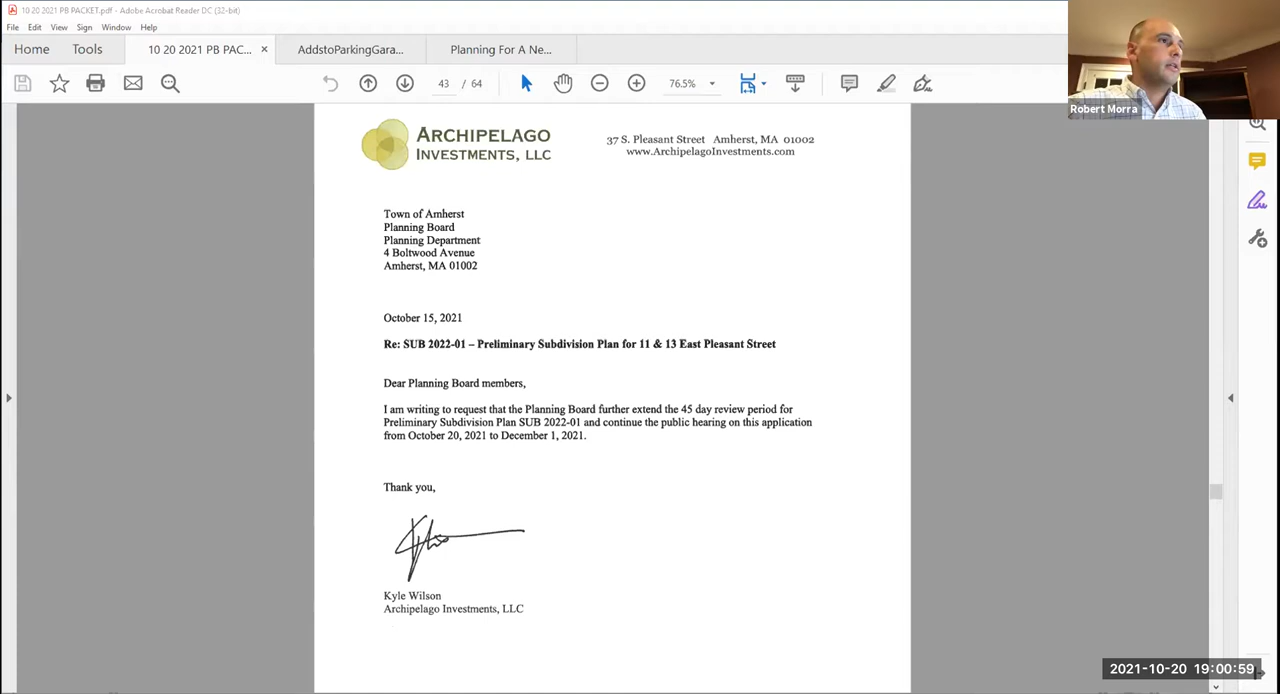 10 20 2021 PB PACKET.pdf - Adobe Acrobat Reader DC (32-bit)
File Edit View Sign Window Help
Home Tools 10 20 2021 PB PAC... × AddstoParkingGara... Planning For A Ne...
43 / 64 76.5%
Robert Morra
ARCHIPELAGO
INVESTMENTS, LLC
37 S. Pleasant Street Amherst, MA 01002
www.ArchipelagoInvestments.com
Town of Amherst
Planning Board
Planning Department
4 Boltwood Avenue
Amherst, MA 01002
October 15, 2021
Re: SUB 2022-01 – Preliminary Subdivision Plan for 11 & 13 East Pleasant Street
Dear Planning Board members,
I am writing to request that the Planning Board further extend the 45 day review period for
Preliminary Subdivision Plan SUB 2022-01 and continue the public hearing on this application
from October 20, 2021 to December 1, 2021.
Thank you,
Kyle Wilson
Archipelago Investments, LLC
2021-10-20 19:00:59